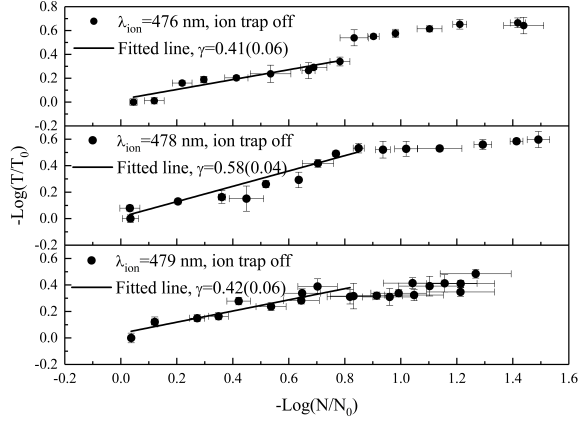 0.8
0.6
0.4
0.2
0.0
-0.2
λion=476 nm, ion trap off
Fitted line, γ=0.41(0.06)
0.6
0.4
0.2
0.0
-0.2
λion=478 nm, ion trap off
Fitted line, γ=0.58(0.04)
0.6
0.4
0.2
0.0
-0.2
λion=479 nm, ion trap off
Fitted line, γ=0.42(0.06)
-Log(T/T0)
-0.2 0.0 0.2 0.4 0.6 0.8 1.0 1.2 1.4 1.6
-Log(N/N0)